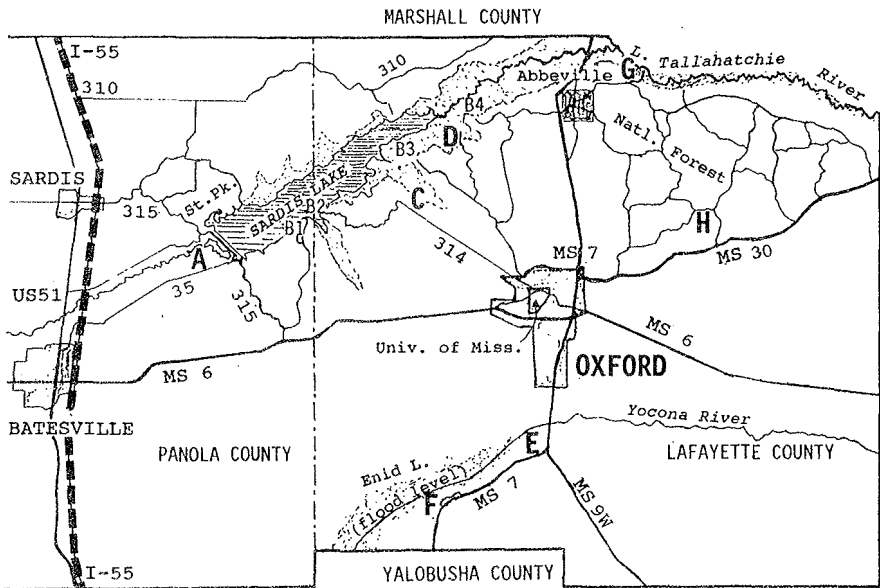 MARSHALL COUNTY
I-55
310
310
L. Tallahatchie River
Abbeville
G
B4
D
B3
Natl. Forest
SARDIS
St.Pk.
SARDIS LAKE
315
B2
C
H
B1
A
314
MS 7
MS 30
US51
35
315
Univ. of Miss.
MS 6
MS 6
OXFORD
BATESVILLE
Yocona River
PANOLA COUNTY
LAFAYETTE COUNTY
E
Enid L.
(flood level)
F
MS 7
MS 9W
I-55
YALOBUSHA COUNTY